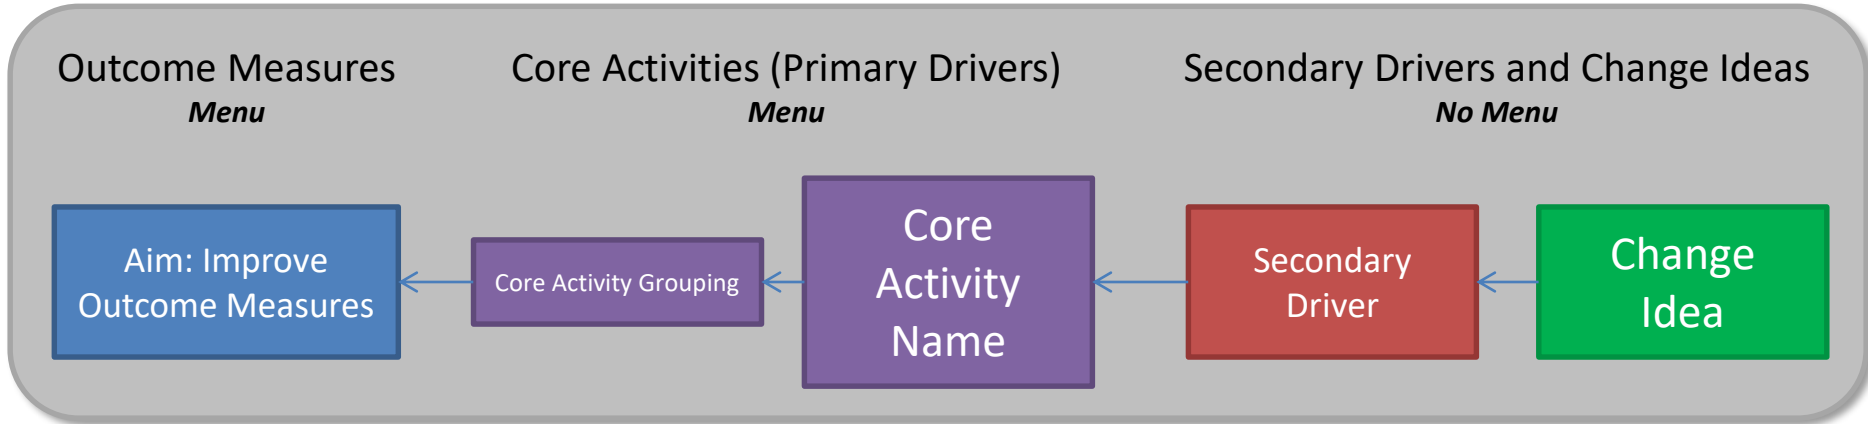 Outcome Measures
Menu
Core Activities (Primary Drivers)
Menu
Secondary Drivers and Change Ideas
No Menu
Aim: Improve
Outcome Measures
Core Activity Grouping
Core
Activity
Name
Secondary
Driver
Change
Idea